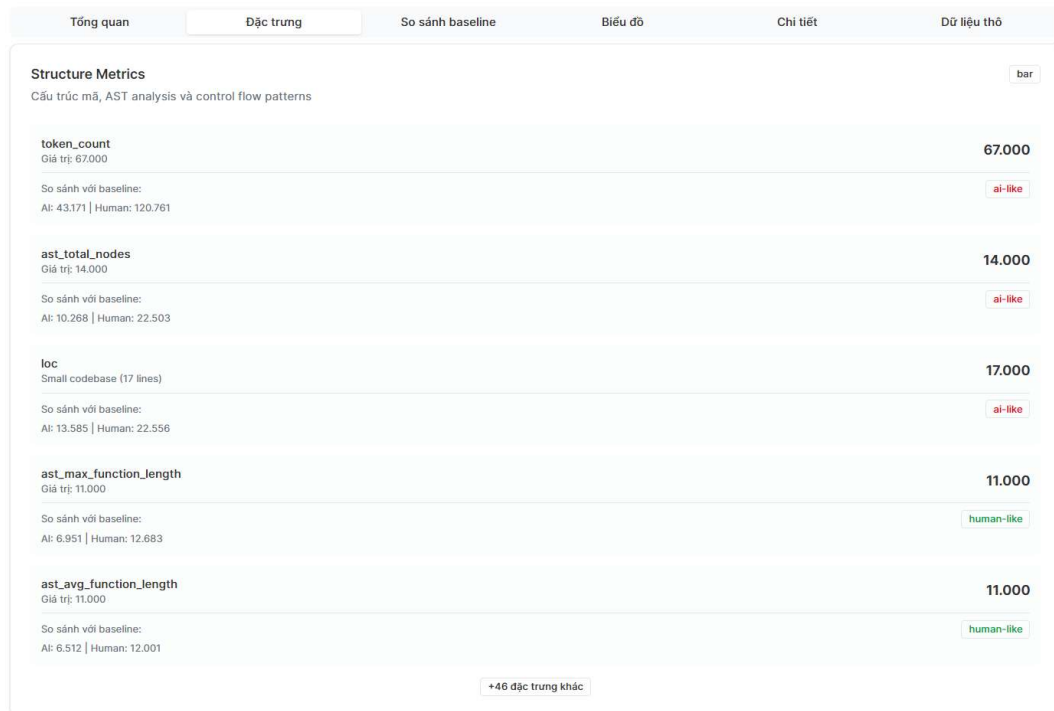 Tổng quan Đặc trưng So sánh baseline Biểu đồ Chi tiết Dữ liệu thô
Structure Metrics bar
Cấu trúc mã, AST analysis và control flow patterns
token_count 67.000
Giá trị: 67.000
So sánh với baseline: ai-like
AI: 43.171 | Human: 120.761
ast_total_nodes 14.000
Giá trị: 14.000
So sánh với baseline: ai-like
AI: 10.268 | Human: 22.503
loc 17.000
Small codebase (17 lines)
So sánh với baseline: ai-like
AI: 13.585 | Human: 22.556
ast_max_function_length 11.000
Giá trị: 11.000
So sánh với baseline: human-like
AI: 6.951 | Human: 12.683
ast_avg_function_length 11.000
Giá trị: 11.000
So sánh với baseline: human-like
AI: 6.512 | Human: 12.001
+46 đặc trưng khác